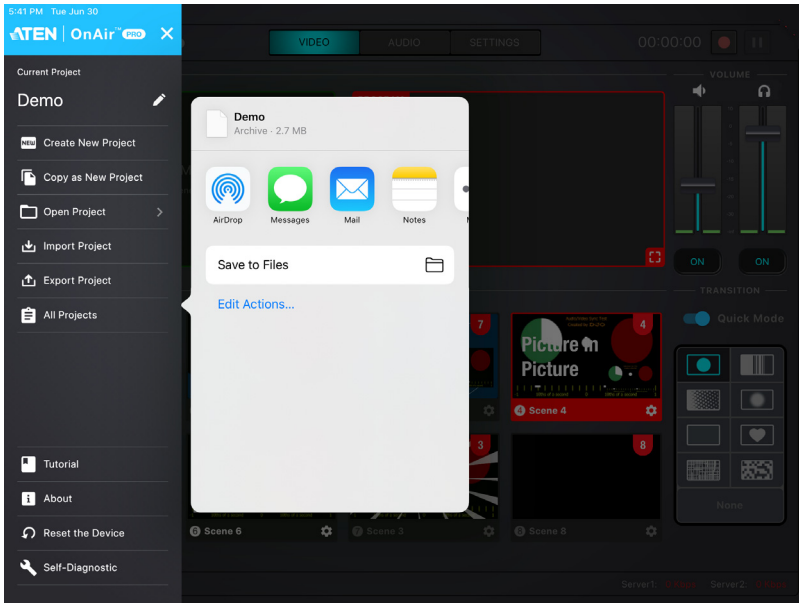 5:41 PM Tue Jun 30
ATEN OnAir™ PRO
VIDEO
AUDIO
SETTINGS
00:00:00
Current Project
Demo
Create New Project
Copy as New Project
Open Project
Import Project
Export Project
All Projects
Tutorial
About
Reset the Device
Self-Diagnostic
Demo
Archive · 2.7 MB
AirDrop
Messages
Mail
Notes
Save to Files
Edit Actions...
VOLUME
ON
ON
TRANSITION
Quick Mode
None
7
4
Picture in
Picture
4 Scene 4
3
8
6 Scene 6
7 Scene 3
8 Scene 8
Server1:
Server2: